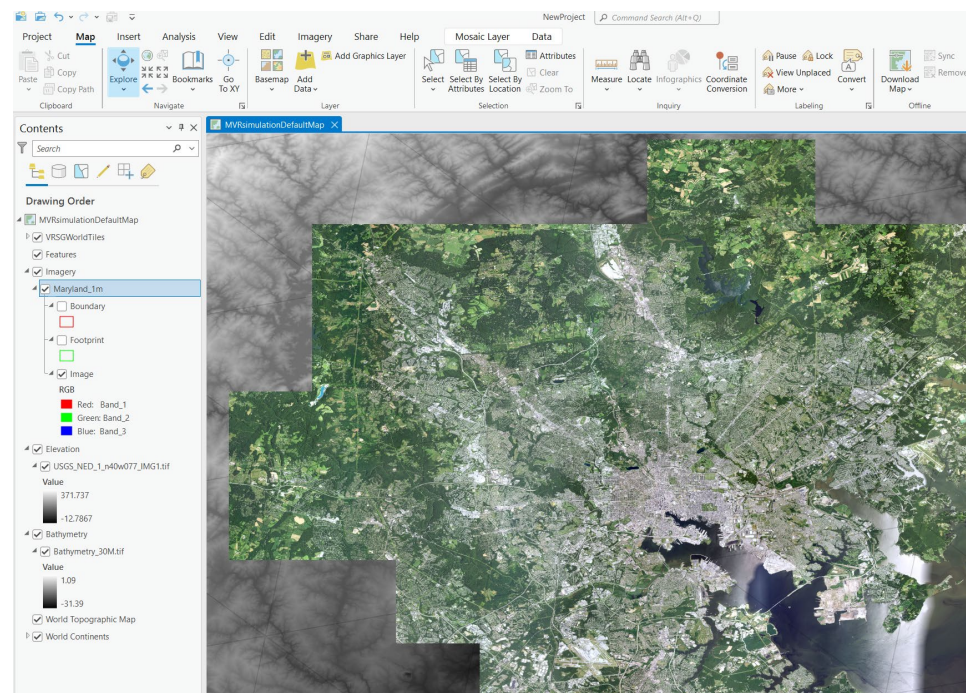 NewProject
Command Search (Alt+Q)
Project Map Insert Analysis View Edit Imagery Share Help Mosaic Layer Data
Paste
Cut
Copy
Copy Path
Clipboard
Explore
Bookmarks
Go To XY
Navigate
Basemap
Add Data
Add Graphics Layer
Layer
Select
Select By Attributes
Select By Location
Attributes
Clear
Zoom To
Selection
Measure
Locate
Infographics
Coordinate Conversion
Inquiry
Pause
Lock
View Unplaced
More
Convert
Labeling
Download Map
Sync
Remove
Offline
Contents
Search
Drawing Order
MVRsimulationDefaultMap
VRSGWorldTiles
Features
Imagery
Maryland_1m
Boundary
Footprint
Image
RGB
Red: Band_1
Green: Band_2
Blue: Band_3
Elevation
USGS_NED_1_n40w077_IMG1.tif
Value
371.737
-12.7867
Bathymetry
Bathymetry_30M.tif
Value
1.09
-31.39
World Topographic Map
World Continents
MVRsimulationDefaultMap